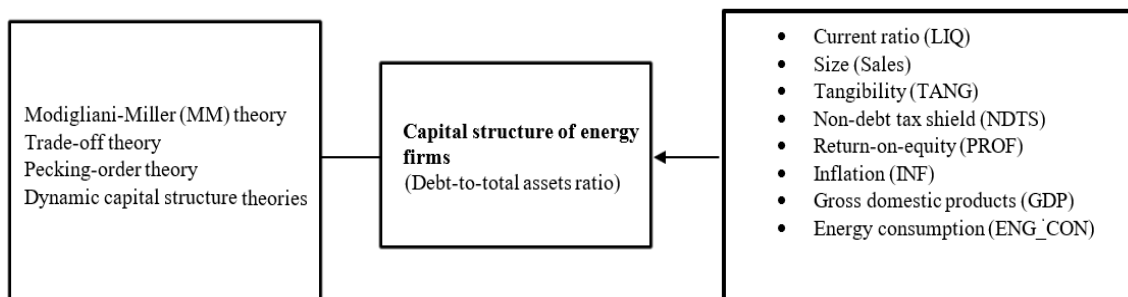 Modigliani-Miller (MM) theory
Trade-off theory
Pecking-order theory
Dynamic capital structure theories
Capital structure of energy
firms
(Debt-to-total assets ratio)
• Current ratio (LIQ)
• Size (Sales)
• Tangibility (TANG)
• Non-debt tax shield (NDTS)
• Return-on-equity (PROF)
• Inflation (INF)
• Gross domestic products (GDP)
• Energy consumption (ENG_CON)